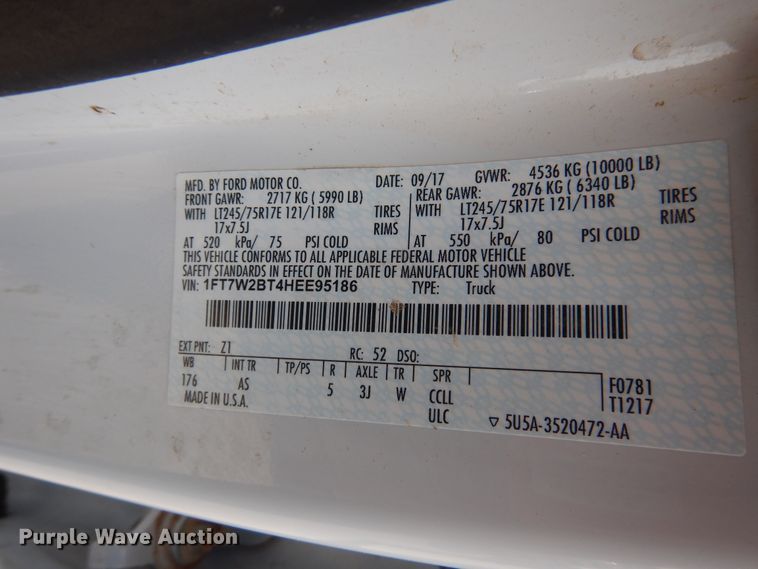 MFD. BY FORD MOTOR CO.
DATE: 09/17 GVWR: 4536 KG (10000 LB)
FRONT GAWR: 2717 KG ( 5990 LB) REAR GAWR: 2876 KG ( 6340 LB)
WITH LT245/75R17E 121/118R TIRES WITH LT245/75R17E 121/118R TIRES
17x7.5J RIMS 17x7.5J RIMS
AT 520 kPa/ 75 PSI COLD AT 550 kPa/ 80 PSI COLD
THIS VEHICLE CONFORMS TO ALL APPLICABLE FEDERAL MOTOR VEHICLE
SAFETY STANDARDS IN EFFECT ON THE DATE OF MANUFACTURE SHOWN ABOVE.
VIN: 1FT7W2BT4HEE95186 TYPE: Truck
EXT PNT: Z1 RC: 52 DSO:
WB INT TR TP/PS R AXLE TR SPR F0781
176 AS 5 3J W CCLL T1217
MADE IN U.S.A. ULC ▽ 5U5A-3520472-AA
Purple Wave Auction